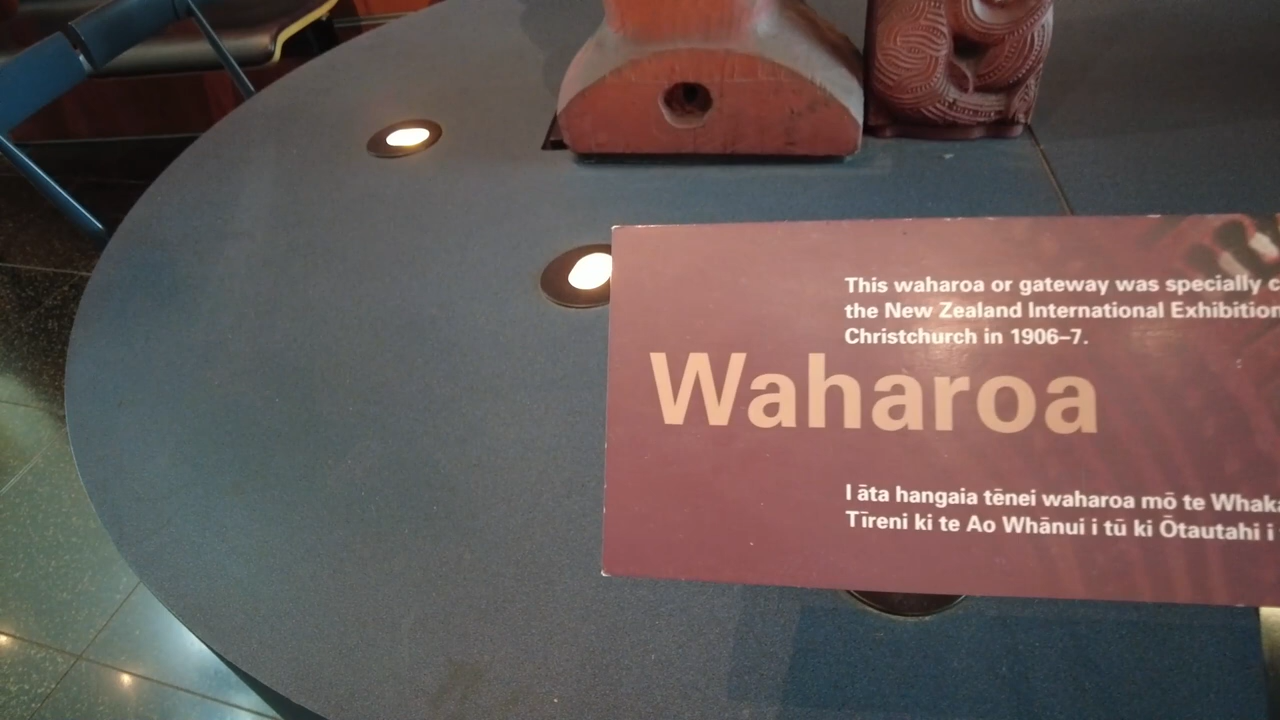 This waharoa or gateway was specially
the New Zealand International Exhibition
Christchurch in 1906–7.
Waharoa
I āta hangaia tēnei waharoa mō te
Tīreni ki te Ao Whānui i tū ki Ōtautahi i